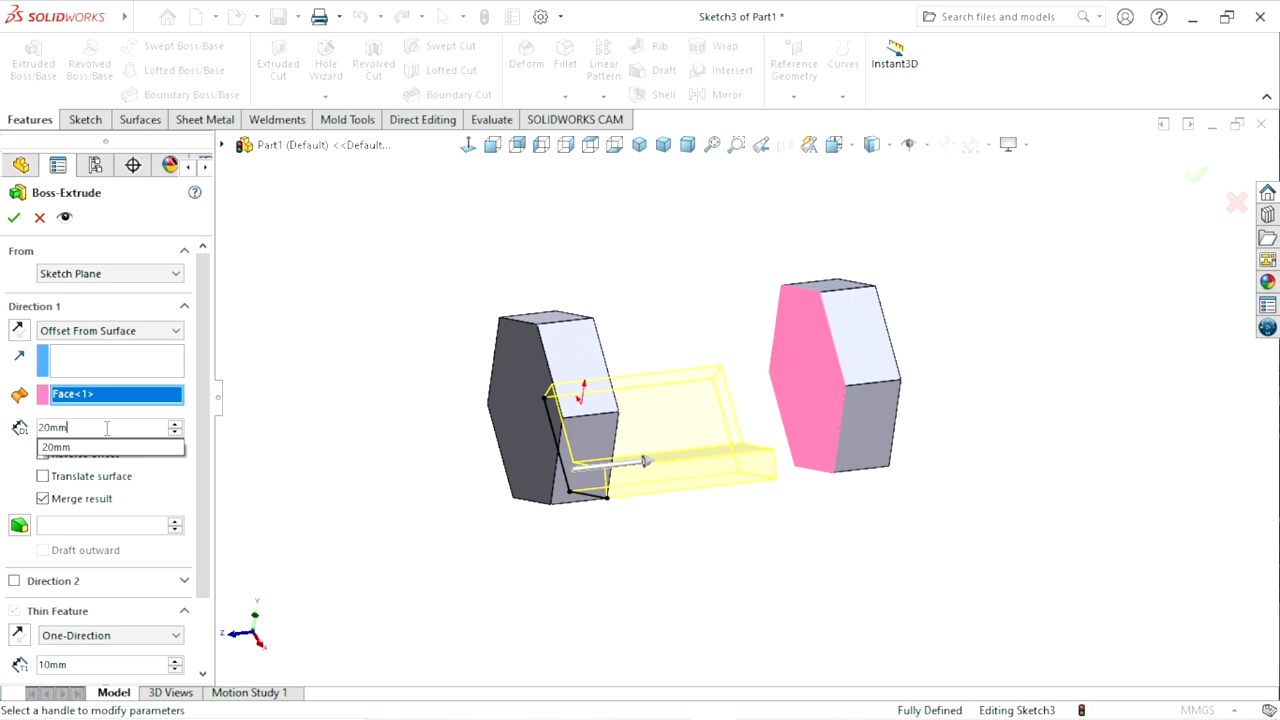 SOLIDWORKS
Sketch3 of Part1 *
Search files and models
Extruded Boss/Base
Revolved Boss/Base
Swept Boss/Base
Lofted Boss/Base
Boundary Boss/Base
Extruded Cut
Hole Wizard
Revolved Cut
Swept Cut
Lofted Cut
Boundary Cut
Deform
Fillet
Linear Pattern
Rib
Draft
Shell
Wrap
Intersect
Mirror
Reference Geometry
Curves
Instant3D
Features
Sketch
Surfaces
Sheet Metal
Weldments
Mold Tools
Direct Editing
Evaluate
SOLIDWORKS CAM
Part1 (Default) <<Default...
Boss-Extrude
From
Sketch Plane
Direction 1
Offset From Surface
Face<1>
20mm
20mm
Translate surface
Merge result
Draft outward
Direction 2
Thin Feature
One-Direction
10mm
Y
Z
X
Model
3D Views
Motion Study 1
Select a handle to modify parameters
Fully Defined
Editing Sketch3
MMGS